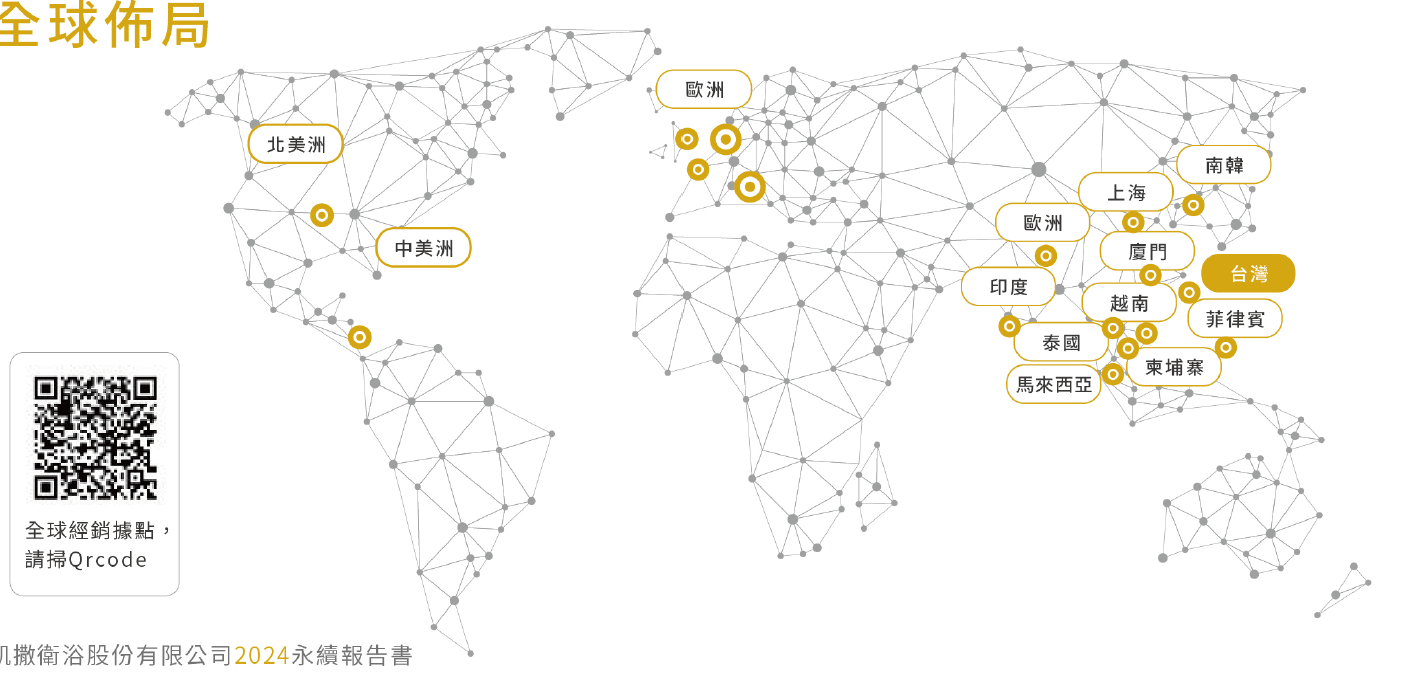 全球佈局
歐洲
北美洲
南韓
上海
歐洲
中美洲
廈門
台灣
印度
越南
菲律賓
泰國
柬埔寨
馬來西亞
全球經銷據點，
請掃Qrcode
凱撒衛浴股份有限公司2024永續報告書